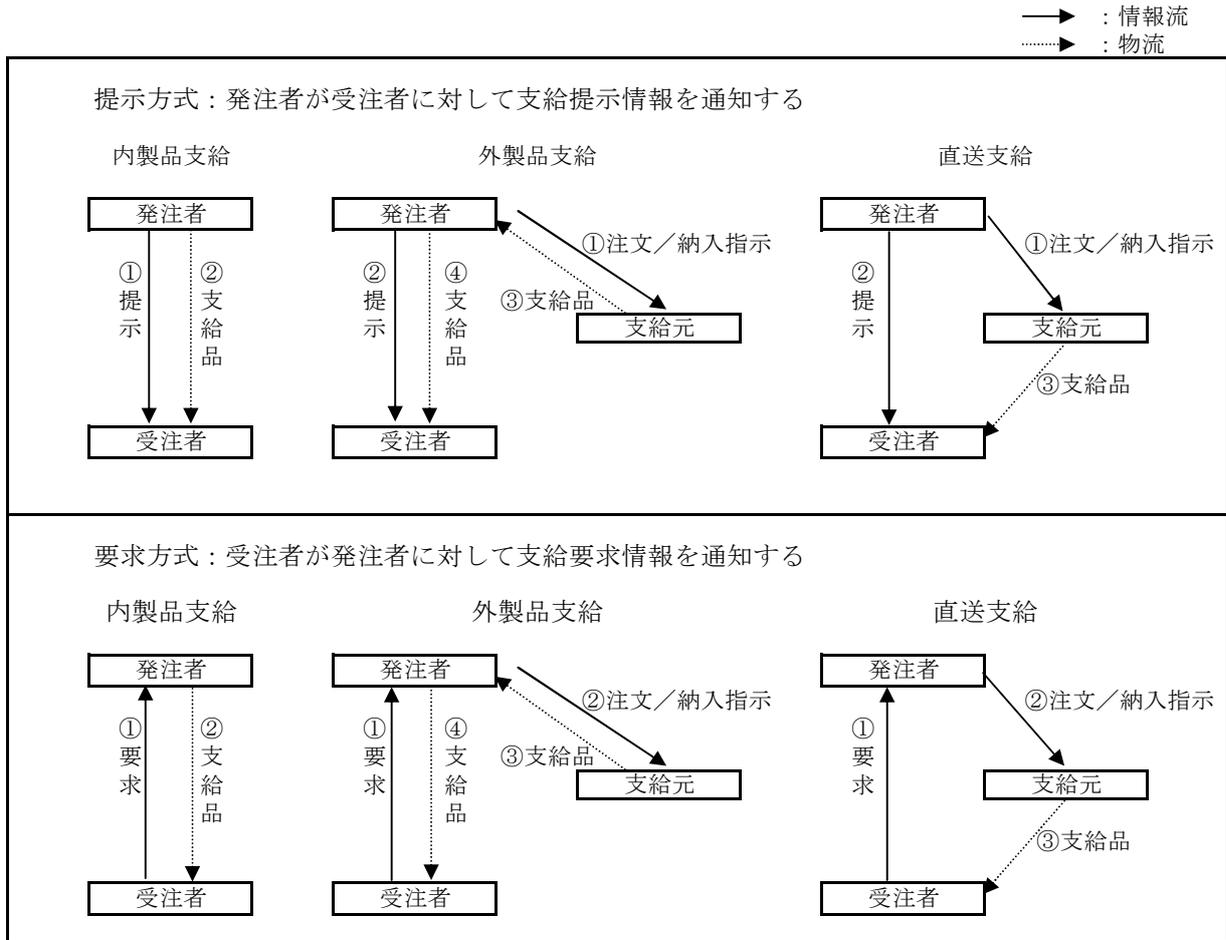 ：情報流
：物流
提示方式：発注者が受注者に対して支給提示情報を通知する
内製品支給
外製品支給
直送支給
発注者
発注者
発注者
①提示
②支給品
②提示
④支給品
①注文／納入指示
③支給品
支給元
②提示
①注文／納入指示
支給元
③支給品
受注者
受注者
受注者
要求方式：受注者が発注者に対して支給要求情報を通知する
内製品支給
外製品支給
直送支給
発注者
発注者
発注者
①要求
②支給品
①要求
④支給品
②注文／納入指示
③支給品
支給元
①要求
②注文／納入指示
支給元
③支給品
受注者
受注者
受注者